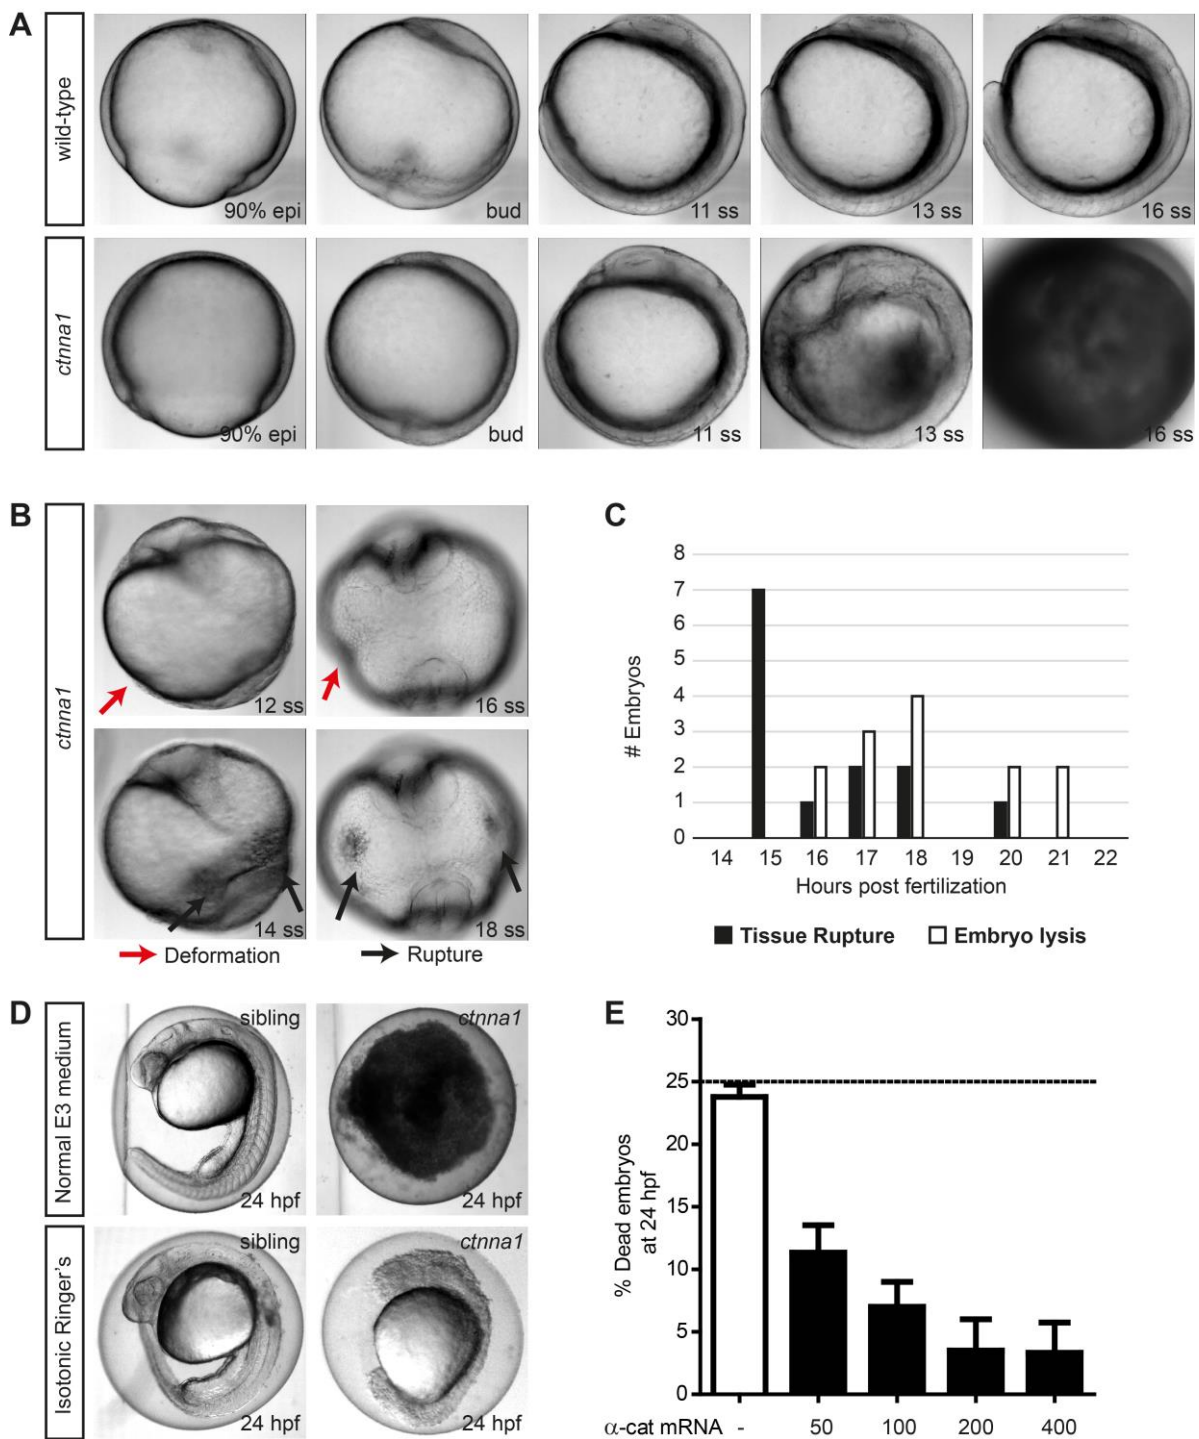 A
wild-type
90% epi
bud
11 ss
13 ss
16 ss
ctnna1
90% epi
bud
11 ss
13 ss
16 ss
B
ctnna1
12 ss
16 ss
14 ss
18 ss
Deformation
Rupture
C
# Embryos
8
7
6
5
4
3
2
1
0
14 15 16 17 18 19 20 21 22
Hours post fertilization
Tissue Rupture Embryo lysis
D
Normal E3 medium
sibling
24 hpf
ctnna1
24 hpf
Isotonic Ringer's
sibling
24 hpf
ctnna1
24 hpf
E
% Dead embryos
at 24 hpf
30
25
20
15
10
5
0
α-cat mRNA - 50 100 200 400